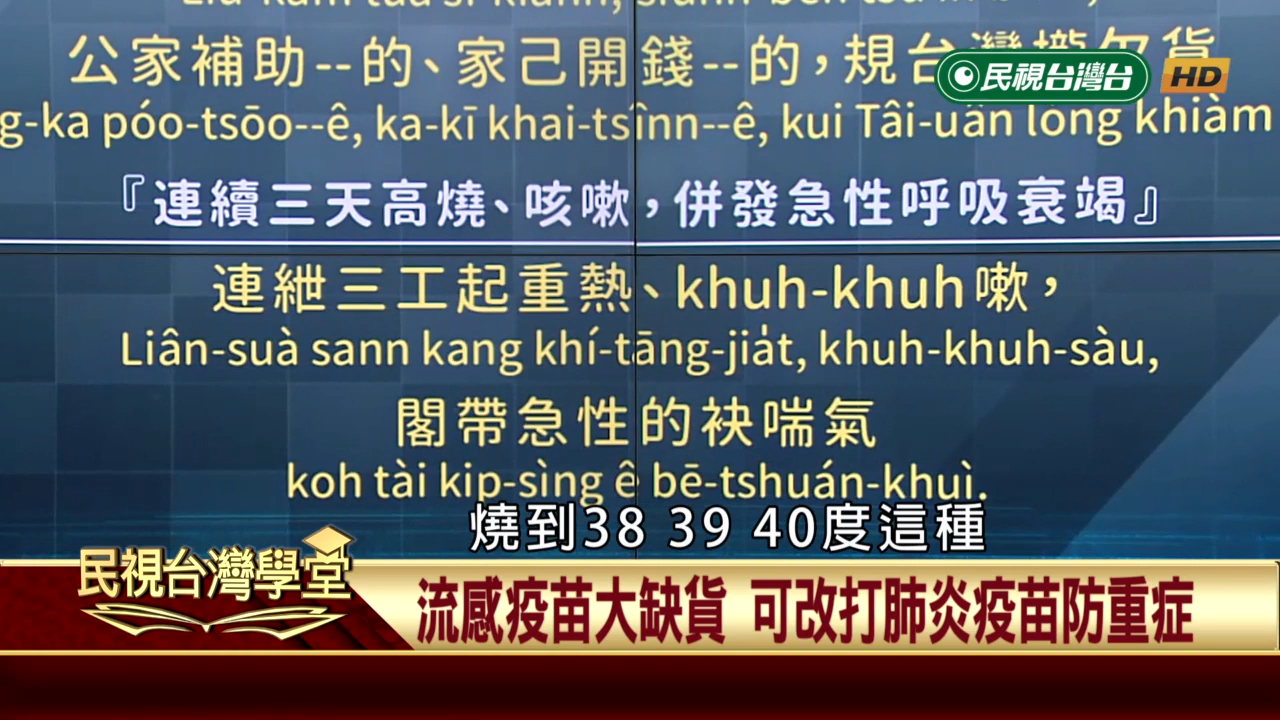 公家補助--的、家己開錢--的，規台灣攏欠貨
民視台灣台 HD
g-ka póo-tsōo--ê, ka-kī khai-tsînn--ê, kui Tâi-uân lóng khiàm
『連續三天高燒、咳嗽，併發急性呼吸衰竭』
連紲三工起重熱、khuh-khuh嗽，
Liân-suà sann kang khí-tāng-jia̍t, khuh-khuh-sàu,
閣帶急性的袂喘氣
koh tài kip-sìng ê bē-tshuán-khuì.
燒到38 39 40度這種
民視台灣學堂
流感疫苗大缺貨 可改打肺炎疫苗防重症